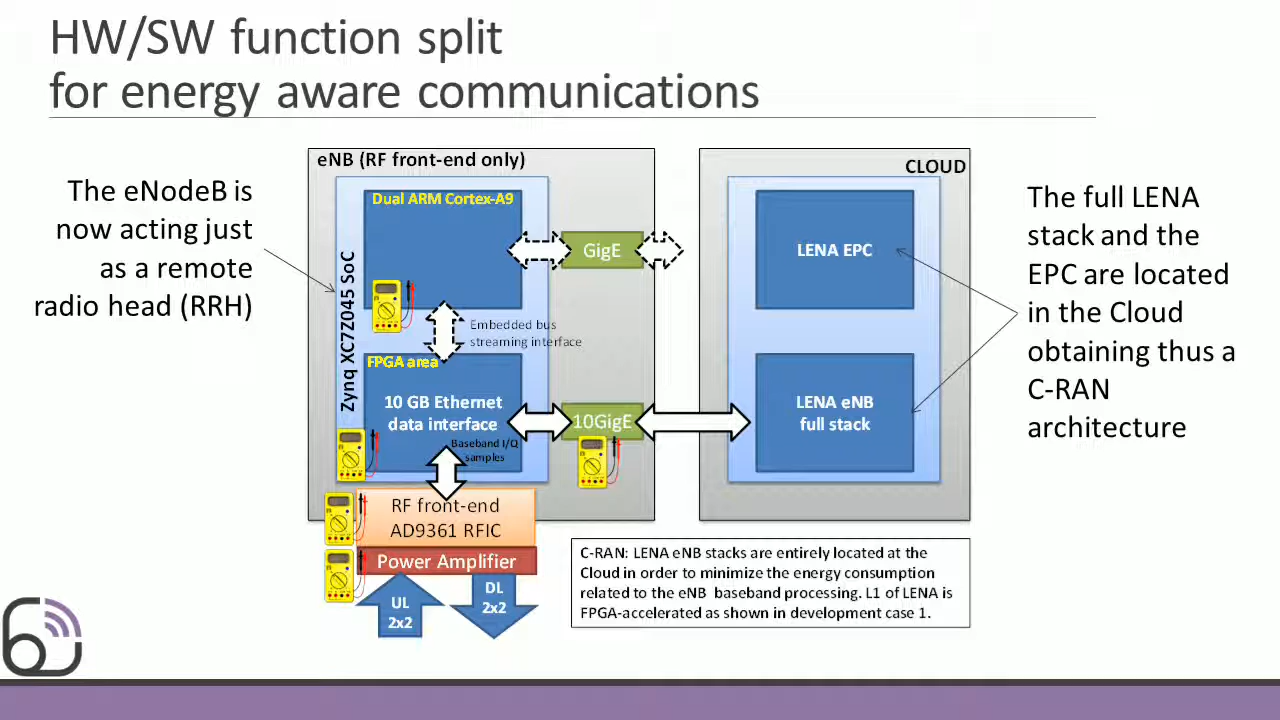 HW/SW function split
for energy aware communications
The eNodeB is
now acting just
as a remote
radio head (RRH)
eNB (RF front-end only)
Zynq XC7Z045 SoC
Dual ARM Cortex-A9
GigE
Embedded bus
streaming interface
FPGA area
10 GB Ethernet
data interface
10GigE
Baseband I/Q
samples
RF front-end
AD9361 RFIC
Power Amplifier
UL
2x2
DL
2x2
CLOUD
LENA EPC
LENA eNB
full stack
The full LENA
stack and the
EPC are located
in the Cloud
obtaining thus a
C-RAN
architecture
C-RAN: LENA eNB stacks are entirely located at the
Cloud in order to minimize the energy consumption
related to the eNB baseband processing. L1 of LENA is
FPGA-accelerated as shown in development case 1.
6